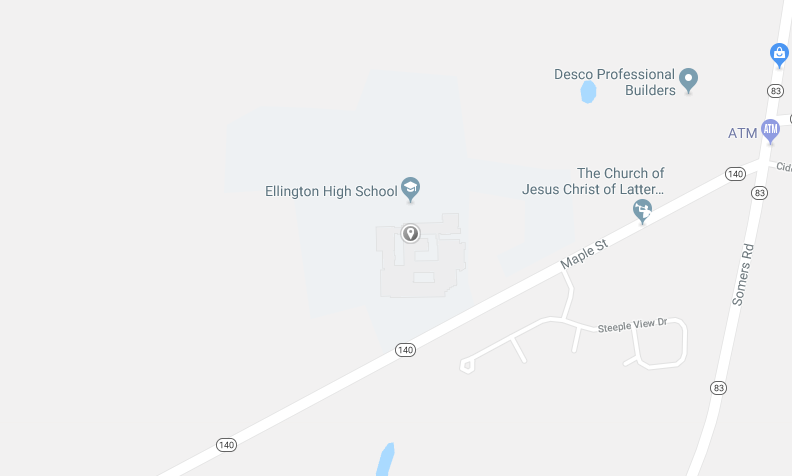 Desco Professional
Builders
83
ATM
ATM
140
The Church of
Jesus Christ of Latter...
83
Ellington High School
Maple St
Somers Rd
Steeple View Dr
140
83
140